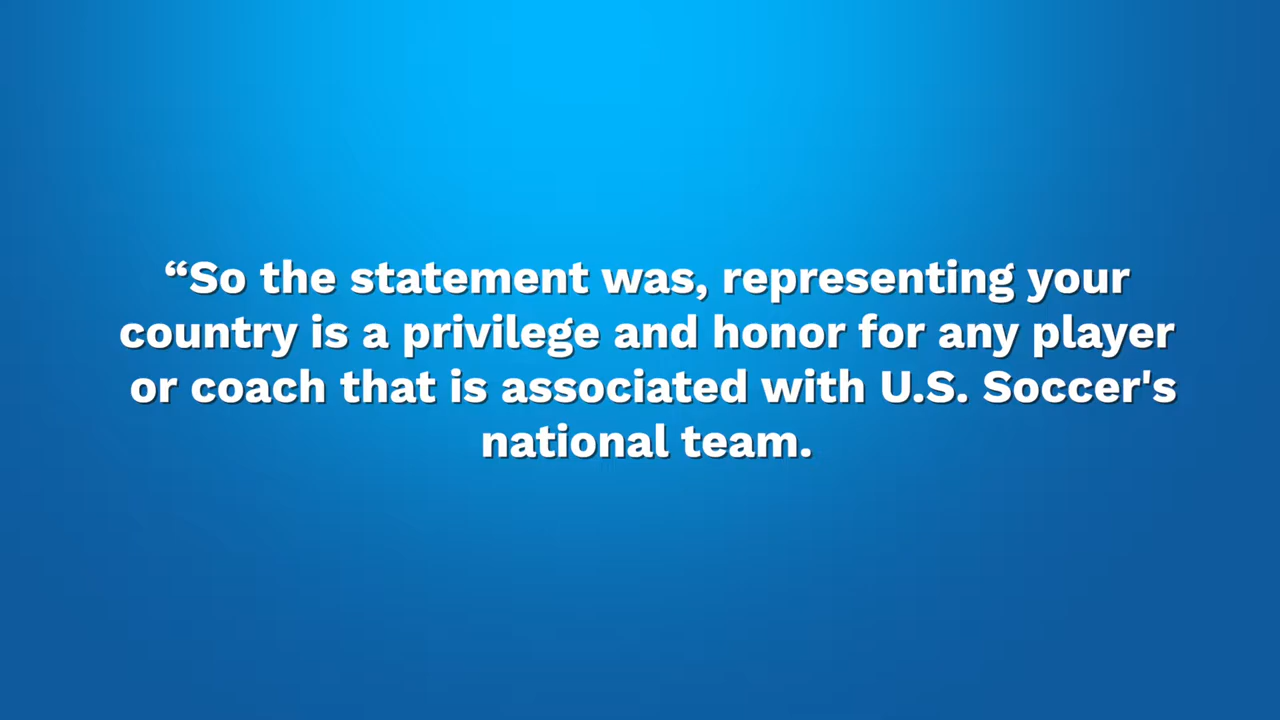 “So the statement was, representing your
country is a privilege and honor for any player
or coach that is associated with U.S. Soccer's
national team.